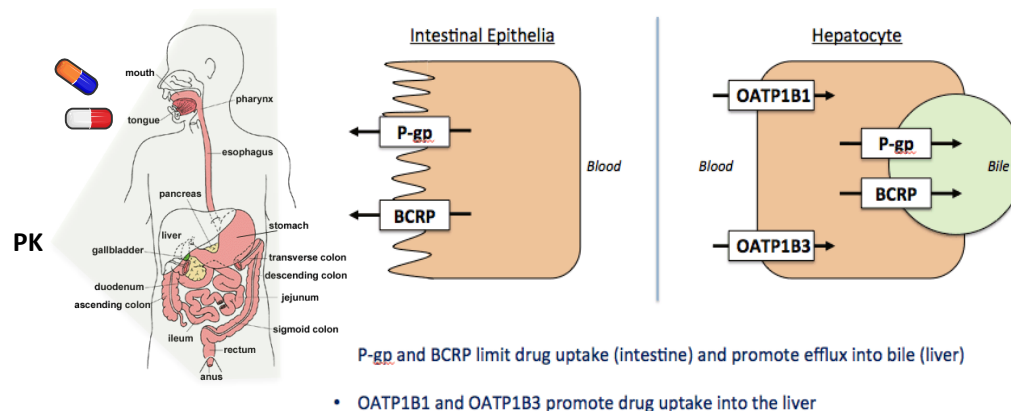 PK
mouth
pharynx
tongue
esophagus
pancreas
liver
stomach
gallbladder
transverse colon
duodenum
descending colon
ascending colon
jejunum
ileum
sigmoid colon
rectum
anus
Intestinal Epithelia
P-gp
BCRP
Blood
Hepatocyte
OATP1B1
P-gp
Blood
Bile
BCRP
OATP1B3
P-gp and BCRP limit drug uptake (intestine) and promote efflux into bile (liver)
• OATP1B1 and OATP1B3 promote drug uptake into the liver